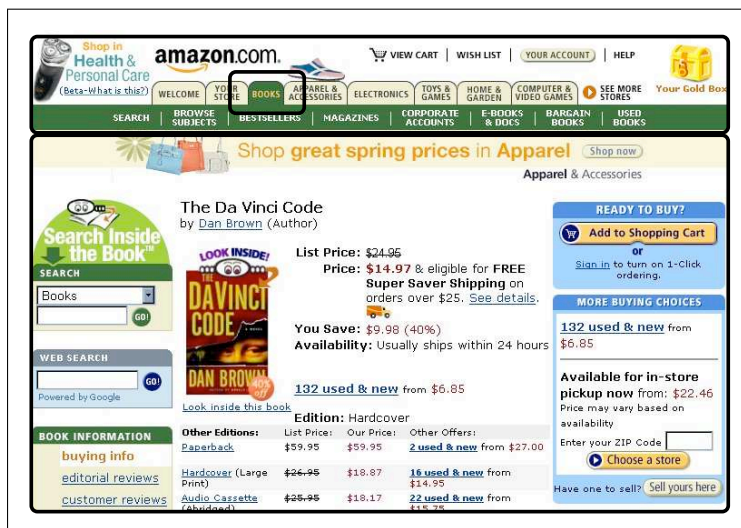 Shop in
Health &
Personal Care
(Beta-What is this?)
amazon.com.
VIEW CART | WISH LIST | YOUR ACCOUNT | HELP
Your Gold Box
WELCOME YOUR STORE BOOKS APPAREL & ACCESSORIES ELECTRONICS TOYS & GAMES HOME & GARDEN COMPUTER & VIDEO GAMES SEE MORE STORES
SEARCH | BROWSE SUBJECTS | BESTSELLERS | MAGAZINES | CORPORATE ACCOUNTS | E-BOOKS & DOCS | BARGAIN BOOKS | USED BOOKS
Shop great spring prices in Apparel Shop now
Apparel & Accessories
Search Inside
the Book™
SEARCH
Books
GO!
WEB SEARCH
GO!
Powered by Google
BOOK INFORMATION
buying info
editorial reviews
customer reviews
The Da Vinci Code
by Dan Brown (Author)
LOOK INSIDE!
DAVINCI
CODE
A NOVEL
DAN BROWN
40%
off
Look inside this book
List Price: $24.95
Price: $14.97 & eligible for FREE
Super Saver Shipping on
orders over $25. See details.
You Save: $9.98 (40%)
Availability: Usually ships within 24 hours
132 used & new from $6.85
Edition: Hardcover
Other Editions: List Price: Our Price: Other Offers:
Paperback $59.95 $59.95 2 used & new from $27.00
Hardcover (Large $26.95 $18.87 16 used & new from
Print) $14.95
Audio Cassette $25.95 $18.17 22 used & new from
(Abridged) $15.75
READY TO BUY?
Add to Shopping Cart
or
Sign in to turn on 1-Click
ordering.
MORE BUYING CHOICES
132 used & new from
$6.85
Available for in-store
pickup now from: $22.46
Price may vary based on
availability
Enter your ZIP Code
Choose a store
Have one to sell? Sell yours here